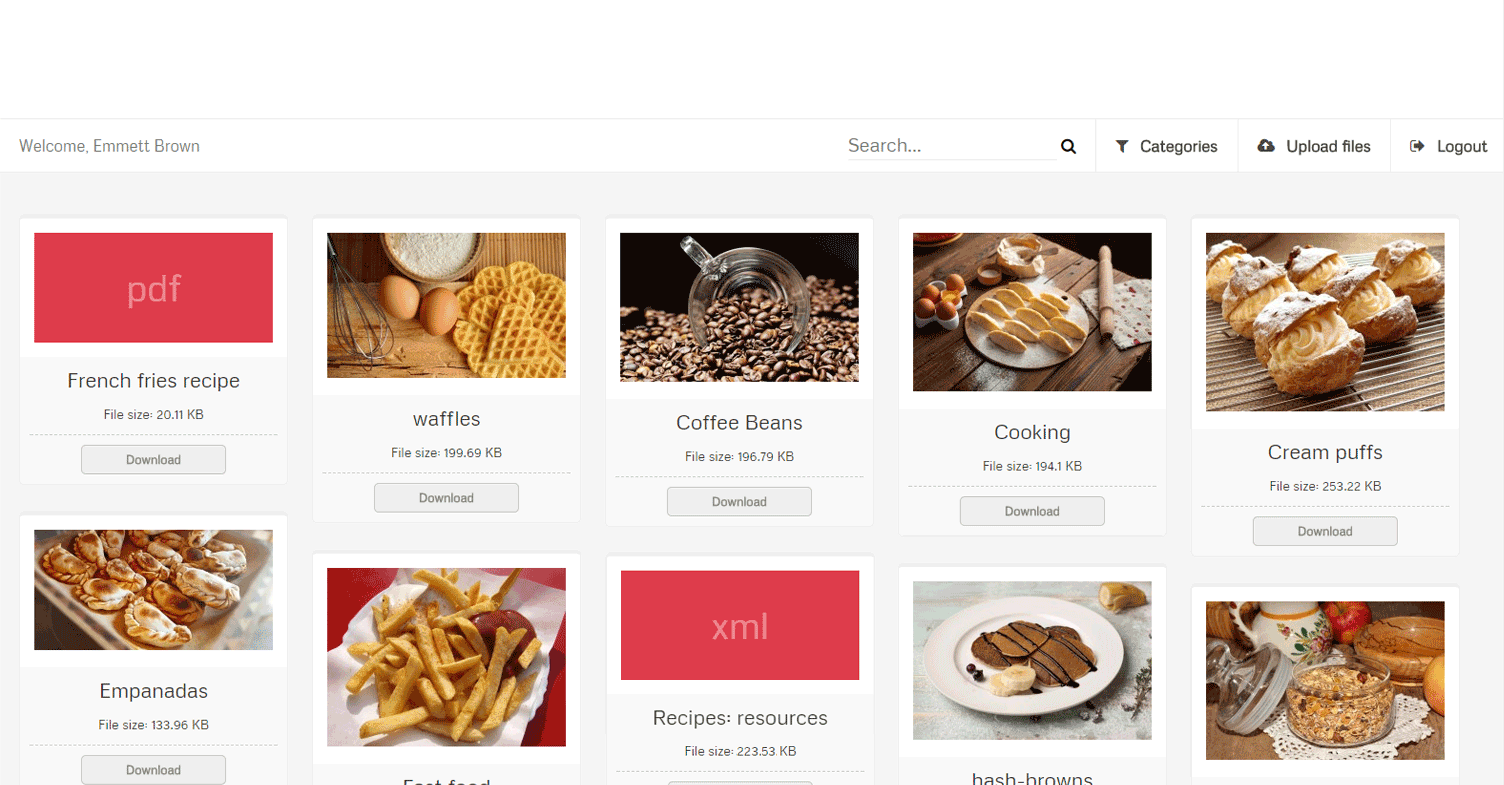 Welcome, Emmett Brown
Search...
Categories
Upload files
Logout
pdf
French fries recipe
File size: 20.11 KB
Download
waffles
File size: 199.69 KB
Download
Coffee Beans
File size: 196.79 KB
Download
Cooking
File size: 194.1 KB
Download
Cream puffs
File size: 253.22 KB
Download
Empanadas
File size: 133.96 KB
Download
Fast food
xml
Recipes: resources
File size: 223.53 KB
hash-browns